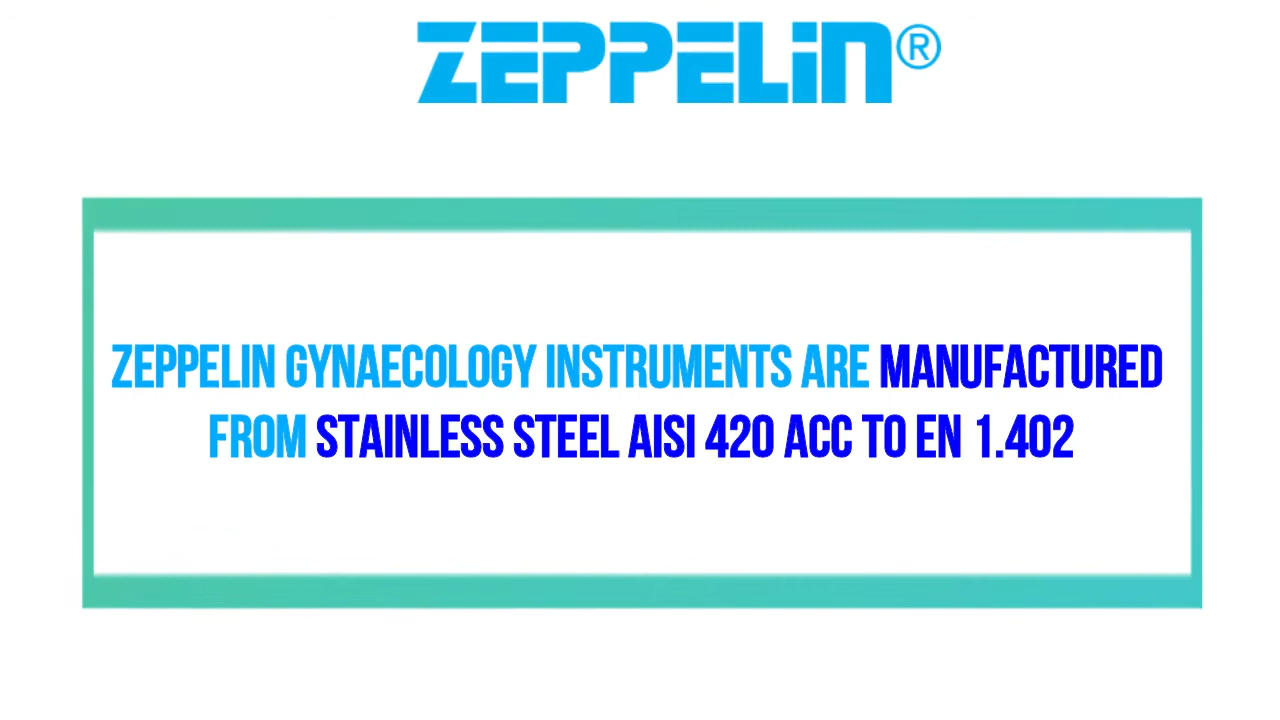 ZEPPELIN®
ZEPPELIN GYNAECOLOGY INSTRUMENTS ARE MANUFACTURED
FROM STAINLESS STEEL AISI 420 ACC TO EN 1.402